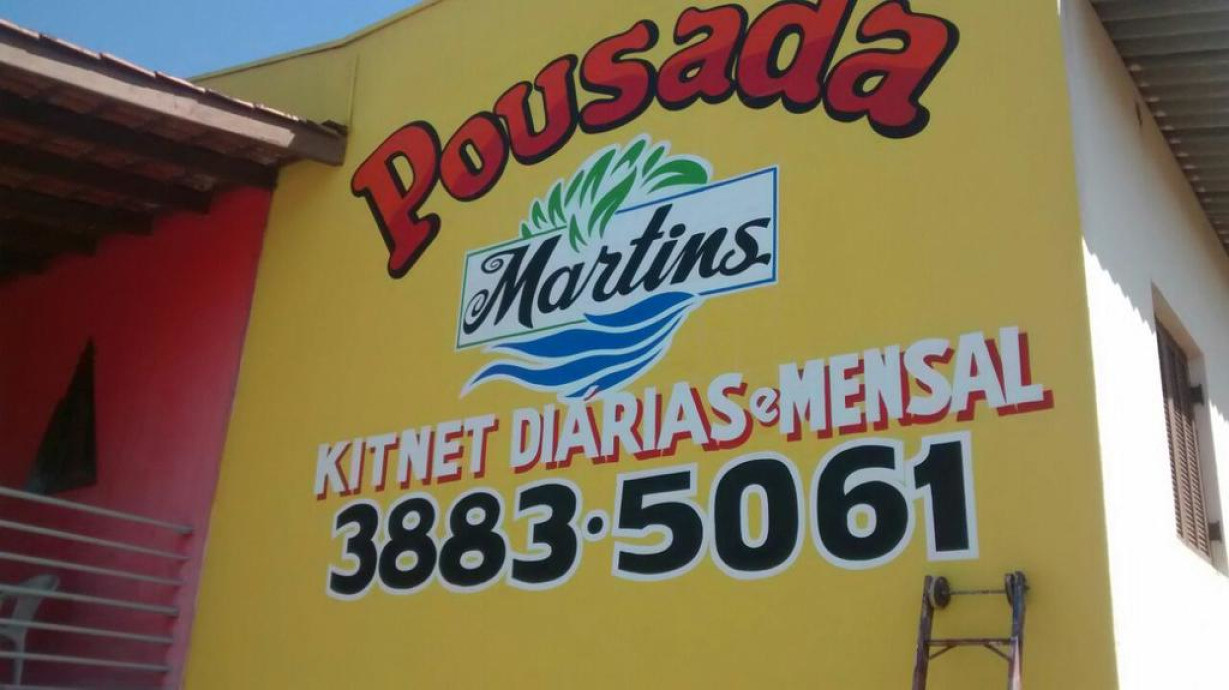 Pousada
Martins
KITNET DIÁRIAS e MENSAL
3883·5061